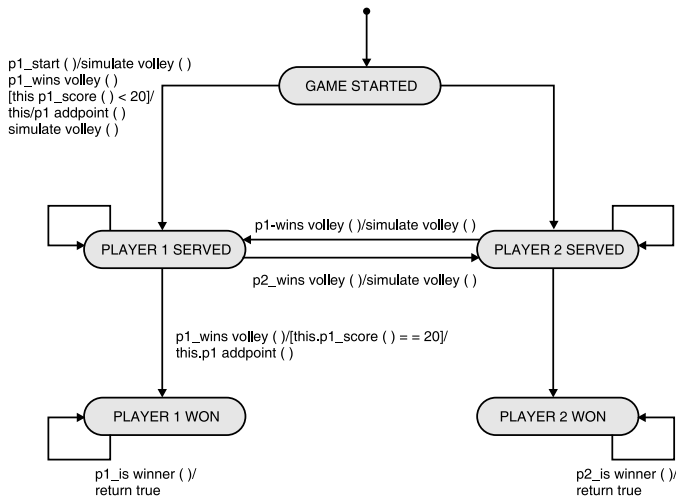 p1_start ( )/simulate volley ( )
p1_wins volley ( )
[this p1_score ( ) < 20]/
this/p1 addpoint ( )
simulate volley ( )
GAME STARTED
p1-wins volley ( )/simulate volley ( )
PLAYER 1 SERVED
PLAYER 2 SERVED
p2_wins volley ( )/simulate volley ( )
p1_wins volley ( )/[this.p1_score ( ) = = 20]/
this.p1 addpoint ( )
PLAYER 1 WON
PLAYER 2 WON
p1_is winner ( )/
return true
p2_is winner ( )/
return true